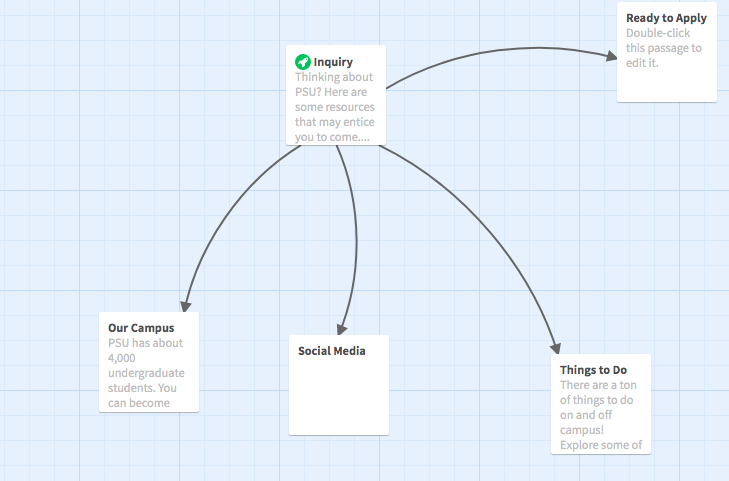 Ready to Apply
Double-click
this passage to
edit it.
Inquiry
Thinking about
PSU? Here are
some resources
that may entice
you to come....
Our Campus
PSU has about
4,000
undergraduate
students. You
can become
Social Media
Things to Do
There are a ton
of things to do
on and off
campus!
Explore some of